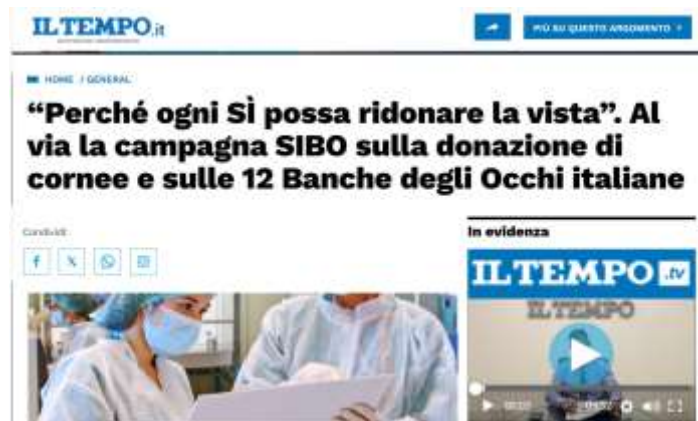 IL TEMPO.it
PIÙ SU QUESTO ARGOMENTO
HOME / GENERAL
“Perché ogni SÌ possa ridonare la vista”. Al
via la campagna SIBO sulla donazione di
cornee e sulle 12 Banche degli Occhi italiane
Condividi:
In evidenza
IL TEMPO .tv
IL TEMPO